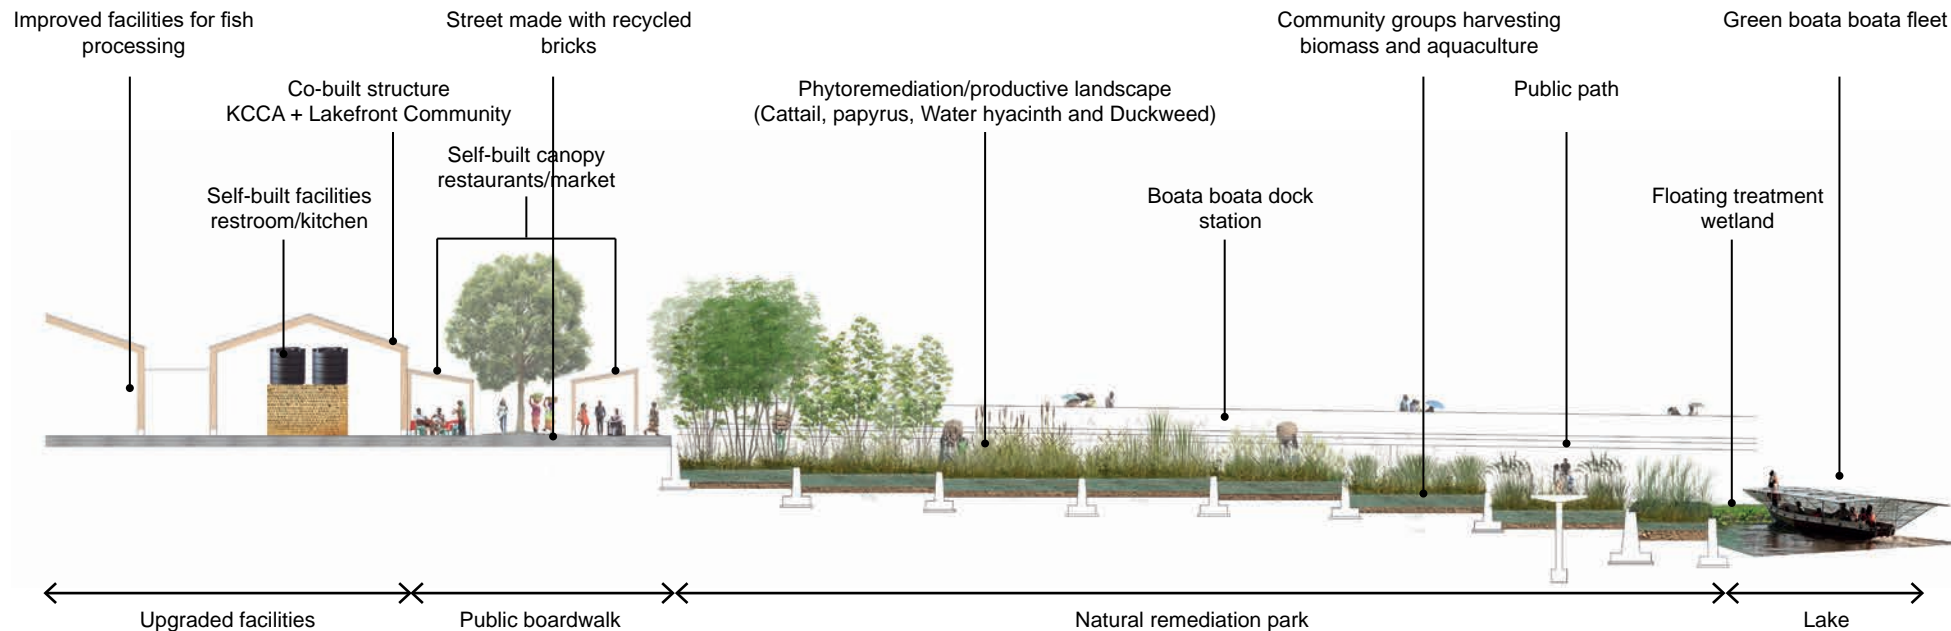 Improved facilities for fish
processing
Street made with recycled
bricks
Community groups harvesting
biomass and aquaculture
Green boata boata fleet
Co-built structure
KCCA + Lakefront Community
Phytoremediation/productive landscape
(Cattail, papyrus, Water hyacinth and Duckweed)
Public path
Self-built canopy
restaurants/market
Self-built facilities
restroom/kitchen
Boata boata dock
station
Floating treatment
wetland
Upgraded facilities
Public boardwalk
Natural remediation park
Lake